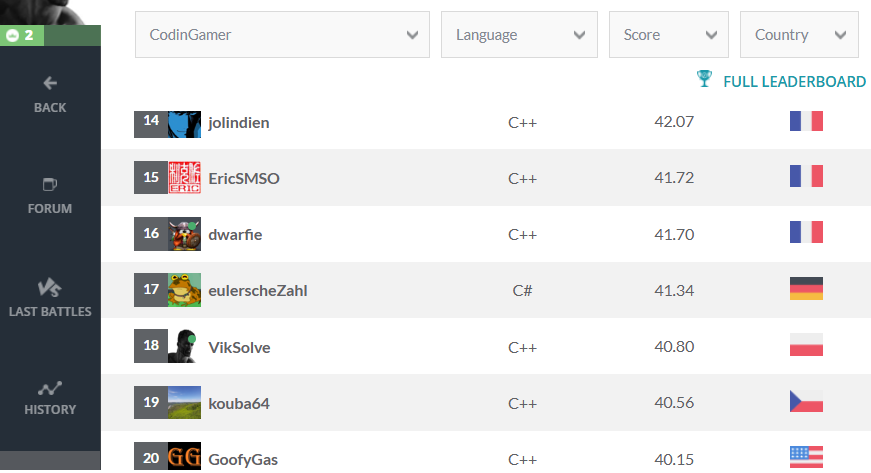 2
CodinGamer Language Score Country
FULL LEADERBOARD
BACK
FORUM
LAST BATTLES
HISTORY
14 jolindien C++ 42.07
15 ERIC EricSMSO C++ 41.72
16 dwarfie C++ 41.70
17 eulerscheZahl C# 41.34
18 VikSolve C++ 40.80
19 kouba64 C++ 40.56
20 GG GoofyGas C++ 40.15